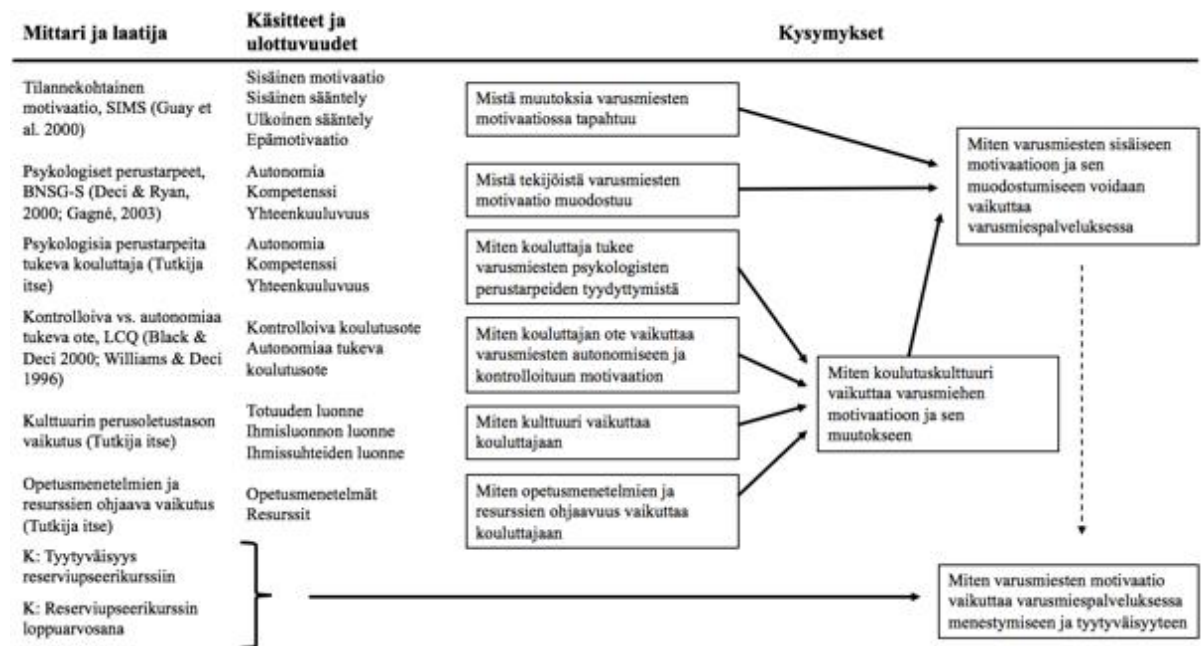 Mittari ja laatija
Käsitteet ja
ulottuvuudet
Kysymykset
Tilannekohtainen
motivaatio, SIMS (Guay et
al. 2000)
Sisäinen motivaatio
Sisäinen sääntely
Ulkoinen sääntely
Epämotivaatio
Mistä muutoksia varusmiesten
motivaatiossa tapahtuu
Psykologiset perustarpeet,
BNSG-S (Deci & Ryan,
2000; Gagné, 2003)
Autonomia
Kompetenssi
Yhteenkuuluvuus
Mistä tekijöistä varusmiesten
motivaatio muodostuu
Psykologisia perustarpeita
tukeva kouluttaja (Tutkija
itse)
Autonomia
Kompetenssi
Yhteenkuuluvuus
Miten kouluttaja tukee
varusmiesten psykologisten
perustarpeiden tyydyttymistä
Kontrolloiva vs. autonomiaa
tukeva ote, LCQ (Black &
Deci 2000; Williams & Deci
1996)
Kontrolloiva koulutusote
Autonomiaa tukeva
koulutusote
Miten kouluttajan ote vaikuttaa
varusmiesten autonomiseen ja
kontrolloituun motivaation
Kulttuurin perusoletustason
vaikutus (Tutkija itse)
Totuuden luonne
Ihmisluonnon luonne
Ihmissuhteiden luonne
Miten kulttuuri vaikuttaa
kouluttajaan
Opetusmenetelmien ja
resurssien ohjaava vaikutus
(Tutkija itse)
Opetusmenetelmät
Resurssit
Miten opetusmenetelmien ja
resurssien ohjaavuus vaikuttaa
kouluttajaan
K: Tyytyväisyys
reserviupseerikurssiin
K: Reserviupseerikurssin
loppuarvosana
Miten koulutuskulttuuri
vaikuttaa varusmiehen
motivaatioon ja sen
muutokseen
Miten varusmiesten sisäiseen
motivaatioon ja sen
muodostumiseen voidaan
vaikuttaa
varusmiespalveluksessa
Miten varusmiesten motivaatio
vaikuttaa varusmiespalveluksessa
menestymiseen ja tyytyväisyyteen